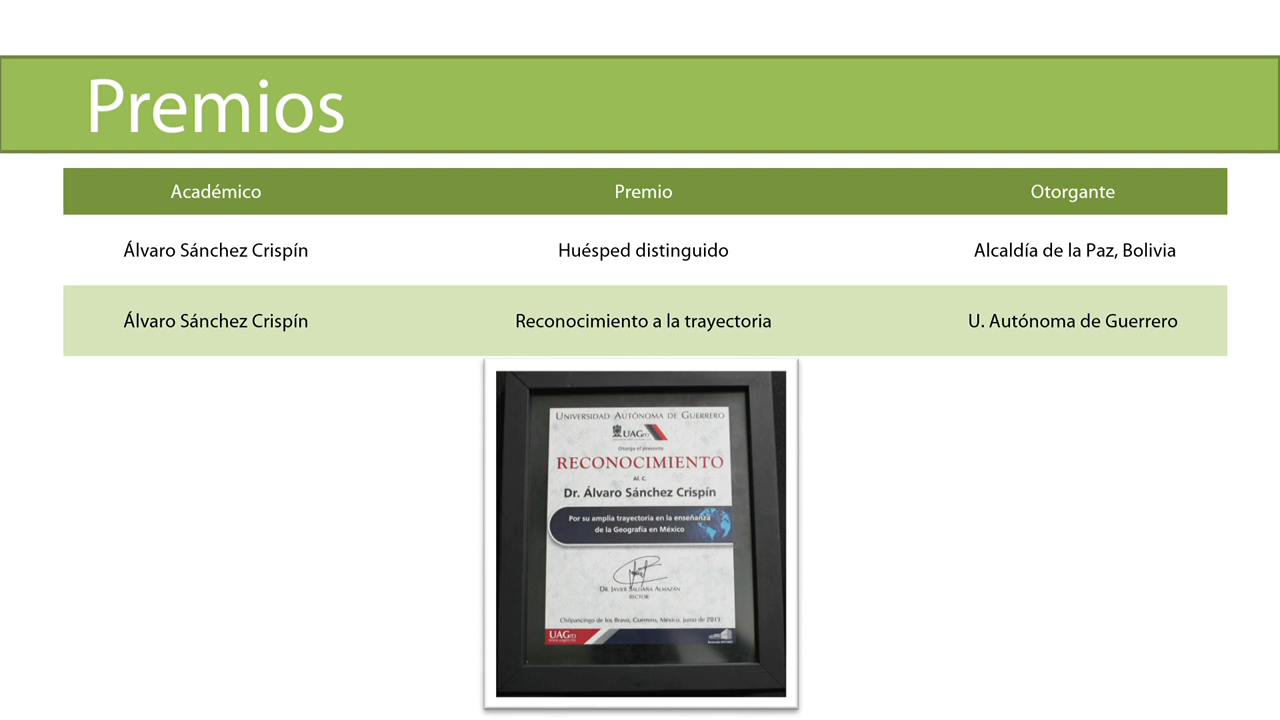 Premios
Académico Premio Otorgante
Álvaro Sánchez Crispín Huésped distinguido Alcaldía de la Paz, Bolivia
Álvaro Sánchez Crispín Reconocimiento a la trayectoria U. Autónoma de Guerrero
UNIVERSIDAD AUTÓNOMA DE GUERRERO
UAGro
Otorga el presente
RECONOCIMIENTO
Al C.
Dr. Álvaro Sánchez Crispín
Por su amplia trayectoria en la enseñanza
de la Geografía en México
DR. JAVIER SALDAÑA ALMAZÁN
RECTOR
Chilpancingo de los Bravo, Guerrero, México, junio de
UAGro